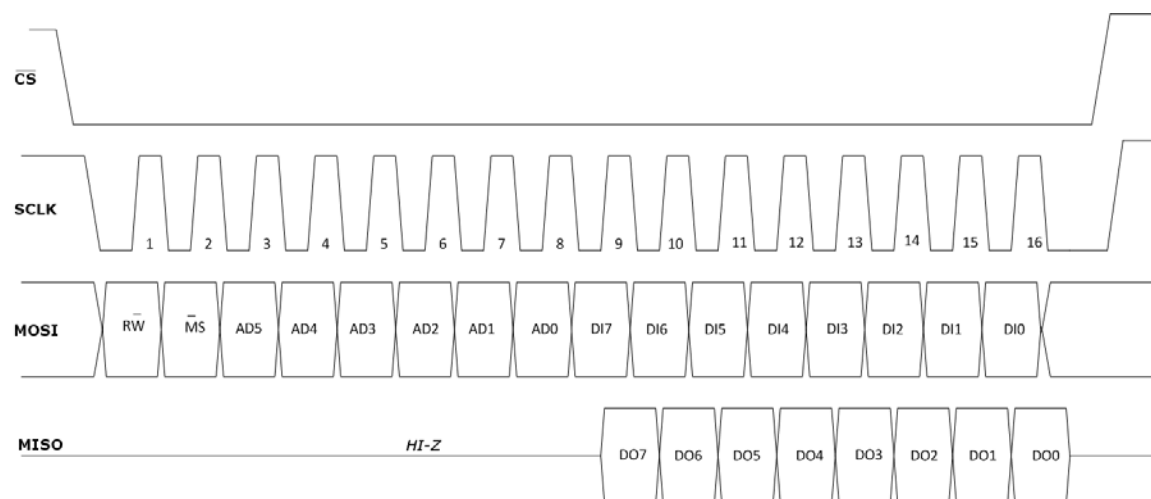 CS
SCLK
1 2 3 4 5 6 7 8 9 10 11 12 13 14 15 16
MOSI RW MS AD5 AD4 AD3 AD2 AD1 AD0 DI7 DI6 DI5 DI4 DI3 DI2 DI1 DI0
MISO HI-Z DO7 DO6 DO5 DO4 DO3 DO2 DO1 DO0